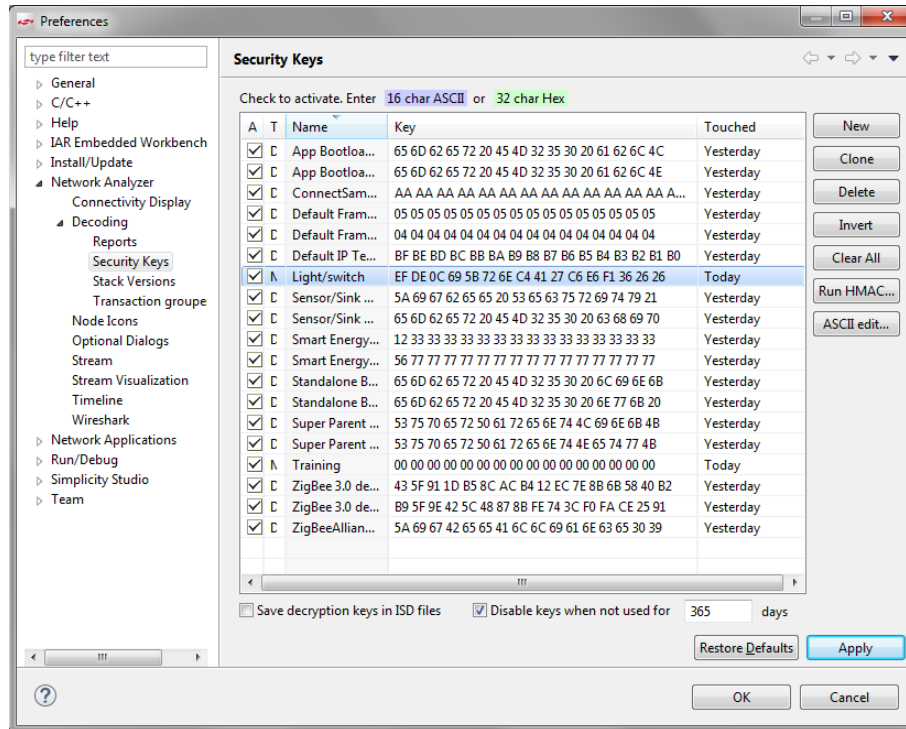 Preferences
type filter text
General
C/C++
Help
IAR Embedded Workbench
Install/Update
Network Analyzer
Connectivity Display
Decoding
Reports
Security Keys
Stack Versions
Transaction groupe
Node Icons
Optional Dialogs
Stream
Stream Visualization
Timeline
Wireshark
Network Applications
Run/Debug
Simplicity Studio
Team
Security Keys
Check to activate. Enter 16 char ASCII or 32 char Hex
A T Name Key Touched
D App Bootloa... 65 6D 62 65 72 20 45 4D 32 35 30 20 61 62 6C 4C Yesterday
D App Bootloa... 65 6D 62 65 72 20 45 4D 32 35 30 20 61 62 6C 4E Yesterday
D ConnectSam... AA AA AA AA AA AA AA AA AA AA AA AA AA AA A... Yesterday
D Default Fram... 05 05 05 05 05 05 05 05 05 05 05 05 05 05 05 05 Yesterday
D Default Fram... 04 04 04 04 04 04 04 04 04 04 04 04 04 04 04 04 Yesterday
D Default IP Te... BF BE BD BC BB BA B9 B8 B7 B6 B5 B4 B3 B2 B1 B0 Yesterday
N Light/switch EF DE 0C 69 5B 72 6E C4 41 27 C6 E6 F1 36 26 26 Today
D Sensor/Sink ... 5A 69 67 62 65 65 20 53 65 63 75 72 69 74 79 21 Yesterday
D Sensor/Sink ... 65 6D 62 65 72 20 45 4D 32 35 30 20 63 68 69 70 Yesterday
D Smart Energy... 12 33 33 33 33 33 33 33 33 33 33 33 33 33 33 33 Yesterday
D Smart Energy... 56 77 77 77 77 77 77 77 77 77 77 77 77 77 77 77 Yesterday
D Standalone B... 65 6D 62 65 72 20 45 4D 32 35 30 20 6C 69 6E 6B Yesterday
D Standalone B... 65 6D 62 65 72 20 45 4D 32 35 30 20 6E 77 6B 20 Yesterday
D Super Parent ... 53 75 70 65 72 50 61 72 65 6E 74 4C 69 6E 6B 4B Yesterday
D Super Parent ... 53 75 70 65 72 50 61 72 65 6E 74 4E 65 74 77 4B Yesterday
N Training 00 00 00 00 00 00 00 00 00 00 00 00 00 00 00 00 Today
D ZigBee 3.0 de... 43 5F 91 1D B5 8C AC B4 12 EC 7E 8B 6B 58 40 B2 Yesterday
D ZigBee 3.0 de... B9 5F 9E 42 5C 48 87 8B FE 74 3C F0 FA CE 25 91 Yesterday
D ZigBeeAllian... 5A 69 67 42 65 65 41 6C 6C 69 61 6E 63 65 30 39 Yesterday
New
Clone
Delete
Invert
Clear All
Run HMAC...
ASCII edit...
Save decryption keys in ISD files
Disable keys when not used for 365 days
Restore Defaults
Apply
?
OK
Cancel